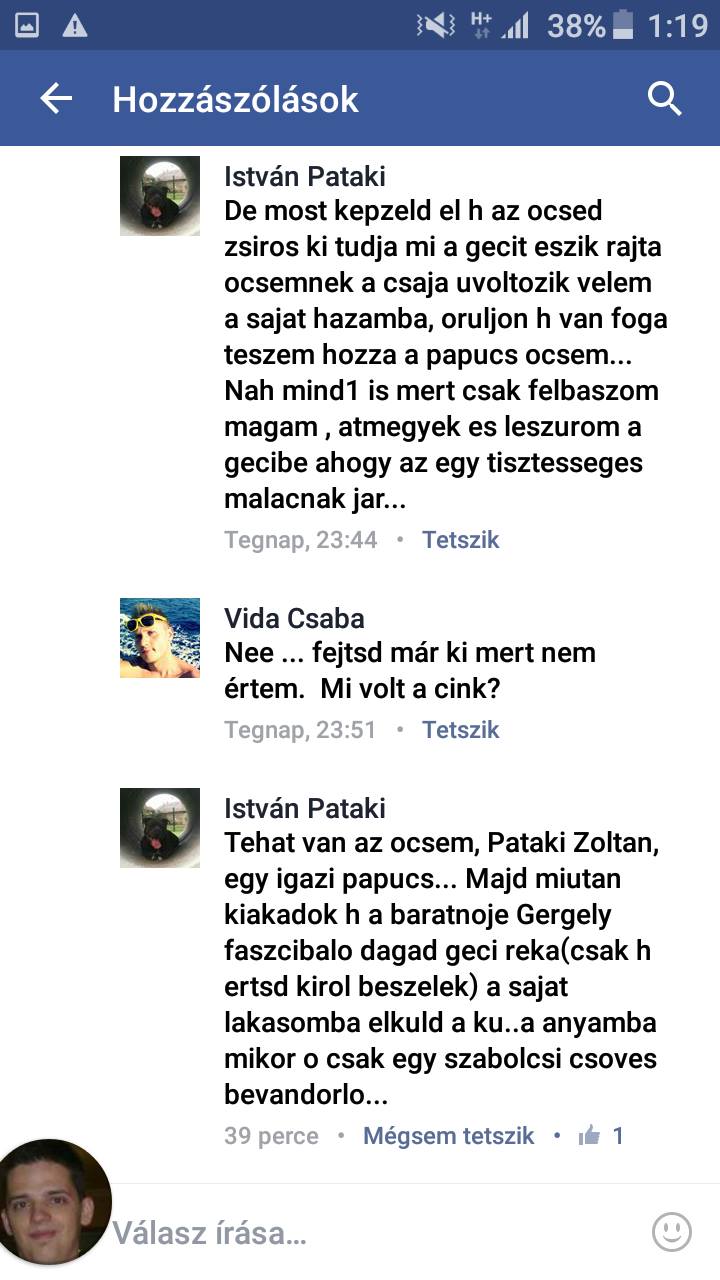 H+ 38% 1:19
Hozzászólások
István Pataki
De most kepzeld el h az ocsed
zsiros ki tudja mi a gecit eszik rajta
ocsemnek a csaja uvoltozik velem
a sajat hazamba, oruljon h van foga
teszem hozza a papucs ocsem...
Nah mind1 is mert csak felbaszom
magam , atmegyek es leszurom a
gecibe ahogy az egy tisztesseges
malacnak jar...
Tegnap, 23:44 • Tetszik
Vida Csaba
Nee ... fejtsd már ki mert nem
értem.  Mi volt a cink?
Tegnap, 23:51 • Tetszik
István Pataki
Tehat van az ocsem, Pataki Zoltan,
egy igazi papucs... Majd miutan
kiakadok h a baratnoje Gergely
faszcibalo dagad geci reka(csak h
ertsd kirol beszelek) a sajat
lakasomba elkuld a ku..a anyamba
mikor o csak egy szabolcsi csoves
bevandorlo...
39 perce • Mégsem tetszik • 1
Válasz írása...